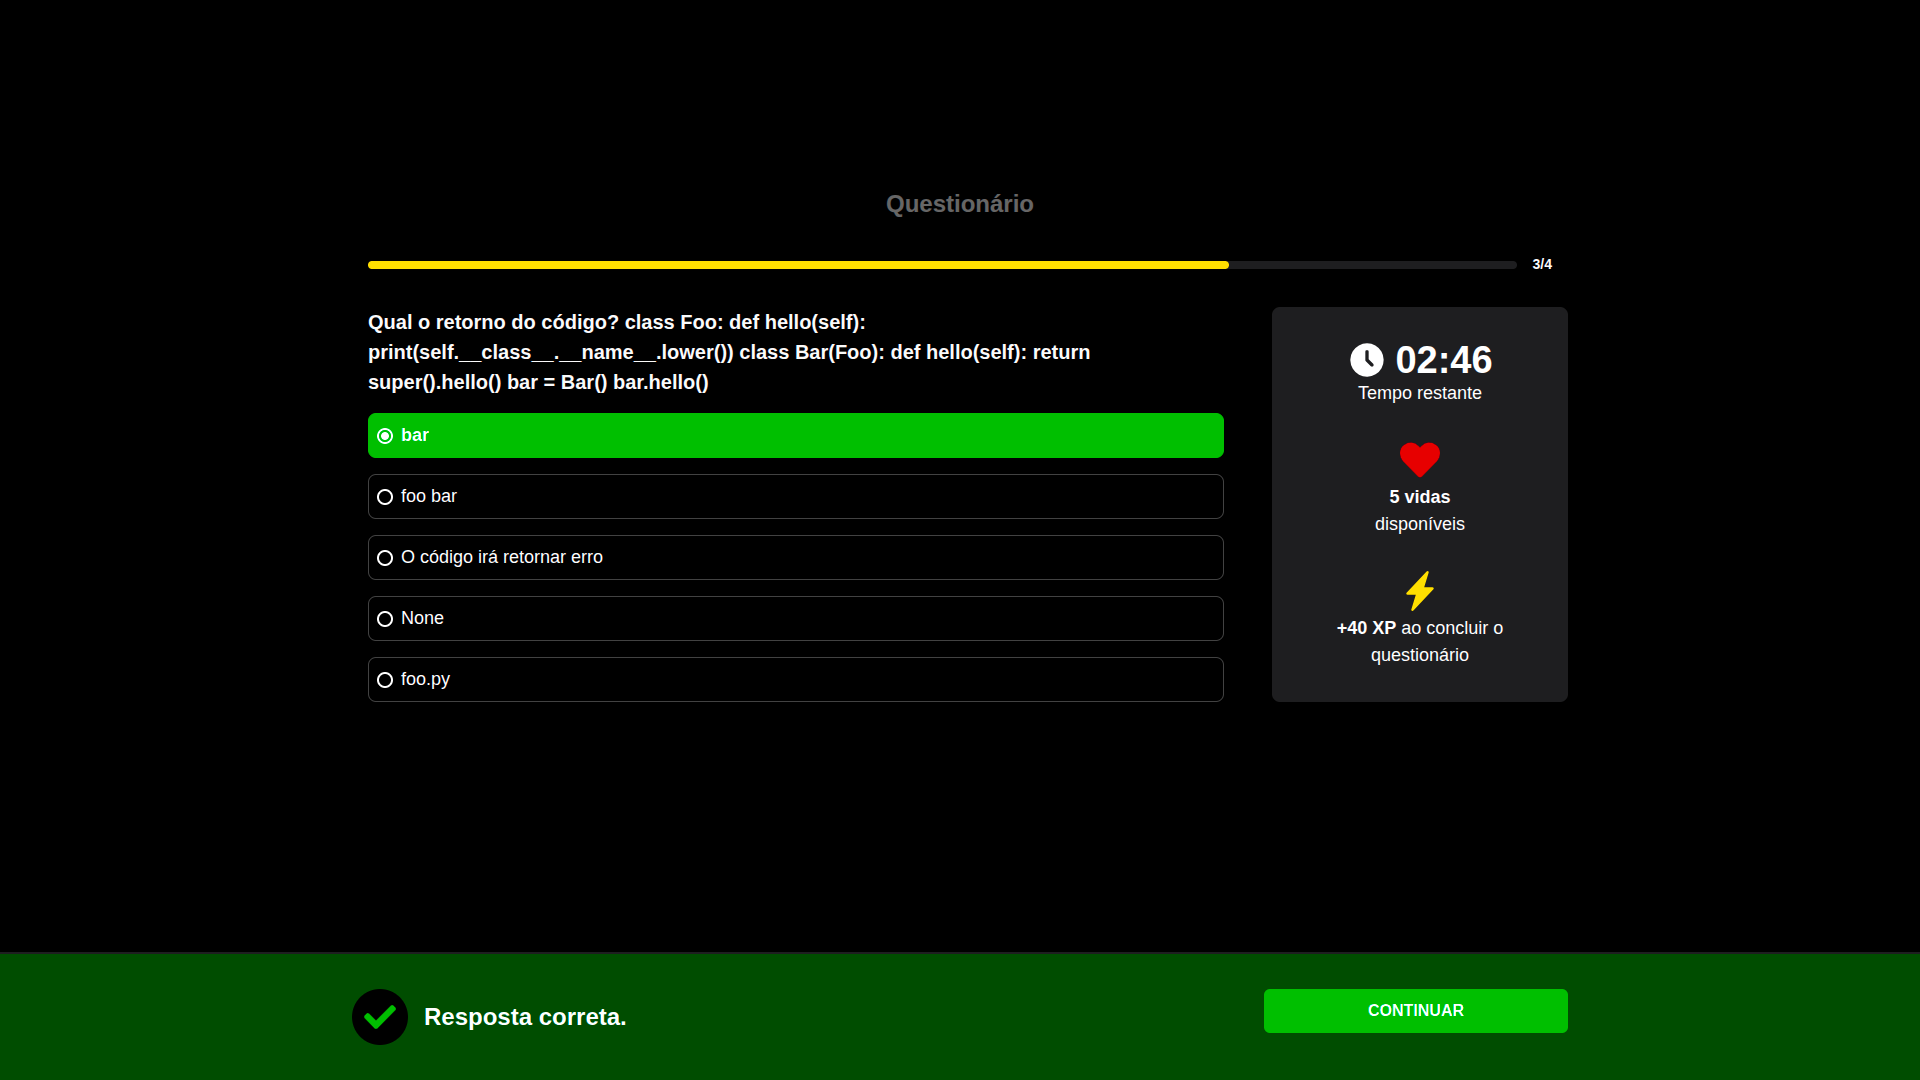 Questionário
3/4
Qual o retorno do código? class Foo: def hello(self):
print(self.__class__.__name__.lower()) class Bar(Foo): def hello(self): return
super().hello() bar = Bar() bar.hello()
bar
foo bar
O código irá retornar erro
None
foo.py
02:46
Tempo restante
5 vidas
disponíveis
+40 XP ao concluir o
questionário
Resposta correta.
CONTINUAR